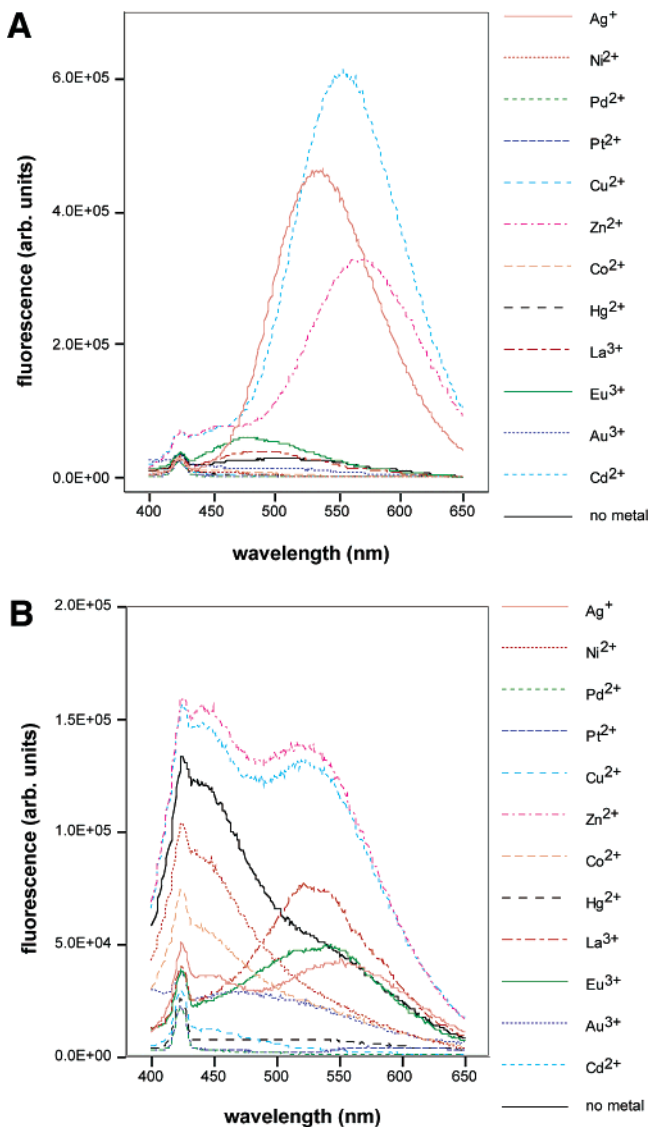 A
fluorescence (arb. units)
6.0E+05
4.0E+05
2.0E+05
0.0E+00
400 450 500 550 600 650
wavelength (nm)
Ag+
Ni2+
Pd2+
Pt2+
Cu2+
Zn2+
Co2+
Hg2+
La3+
Eu3+
Au3+
Cd2+
no metal
B
fluorescence (arb. units)
2.0E+05
1.5E+05
1.0E+05
5.0E+04
0.0E+00
400 450 500 550 600 650
wavelength (nm)
Ag+
Ni2+
Pd2+
Pt2+
Cu2+
Zn2+
Co2+
Hg2+
La3+
Eu3+
Au3+
Cd2+
no metal